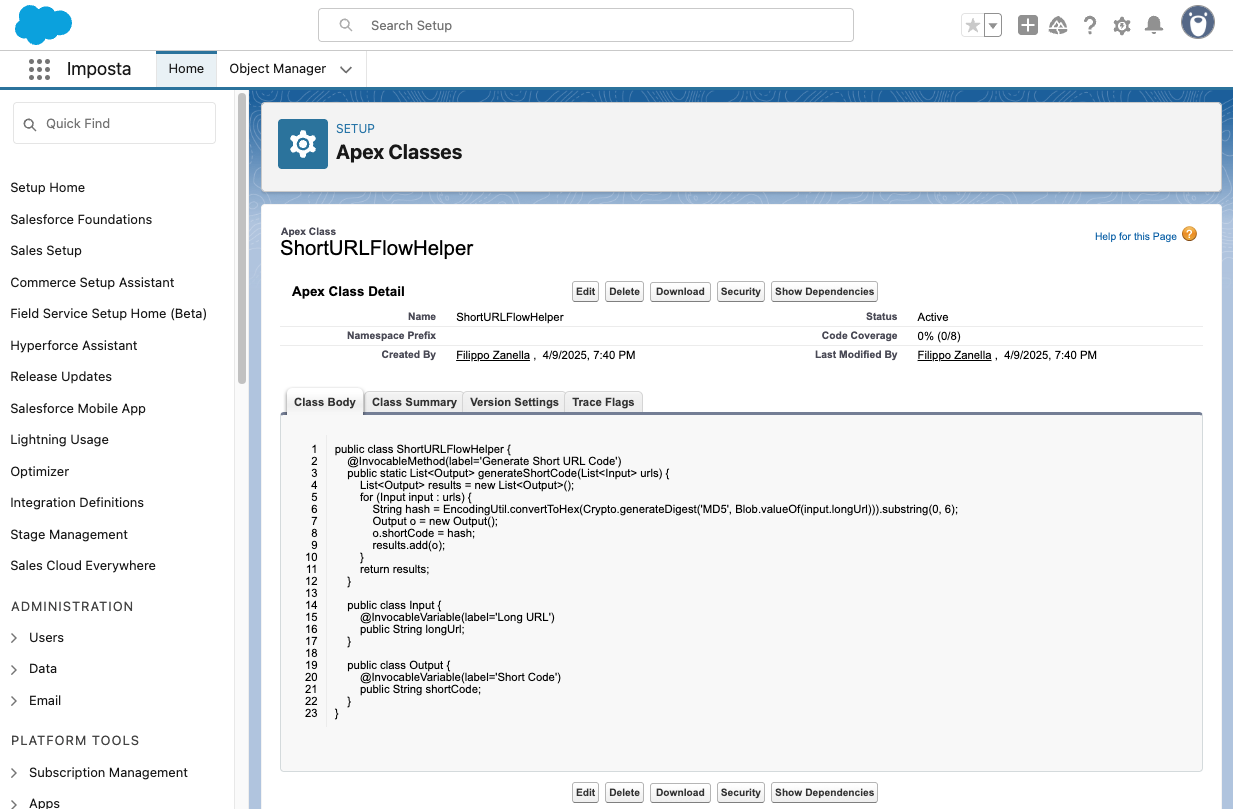 Search Setup
Imposta
Home
Object Manager
Quick Find
Setup Home
Salesforce Foundations
Sales Setup
Commerce Setup Assistant
Field Service Setup Home (Beta)
Hyperforce Assistant
Release Updates
Salesforce Mobile App
Lightning Usage
Optimizer
Integration Definitions
Stage Management
Sales Cloud Everywhere
ADMINISTRATION
Users
Data
Email
PLATFORM TOOLS
Subscription Management
Apps
SETUP
Apex Classes
Apex Class
ShortURLFlowHelper
Help for this Page ?
Apex Class Detail
Edit Delete Download Security Show Dependencies
Name ShortURLFlowHelper Status Active
Namespace Prefix Code Coverage 0% (0/8)
Created By Filippo Zanella , 4/9/2025, 7:40 PM Last Modified By Filippo Zanella , 4/9/2025, 7:40 PM
Class Body Class Summary Version Settings Trace Flags
1 public class ShortURLFlowHelper {
2 @InvocableMethod(label='Generate Short URL Code')
3 public static List<Output> generateShortCode(List<Input> urls) {
4 List<Output> results = new List<Output>();
5 for (Input input : urls) {
6 String hash = EncodingUtil.convertToHex(Crypto.generateDigest('MD5', Blob.valueOf(input.longUrl))).substring(0, 6);
7 Output o = new Output();
8 o.shortCode = hash;
9 results.add(o);
10 }
11 return results;
12 }
13
14 public class Input {
15 @InvocableVariable(label='Long URL')
16 public String longUrl;
17 }
18
19 public class Output {
20 @InvocableVariable(label='Short Code')
21 public String shortCode;
22 }
23 }
Edit Delete Download Security Show Dependencies